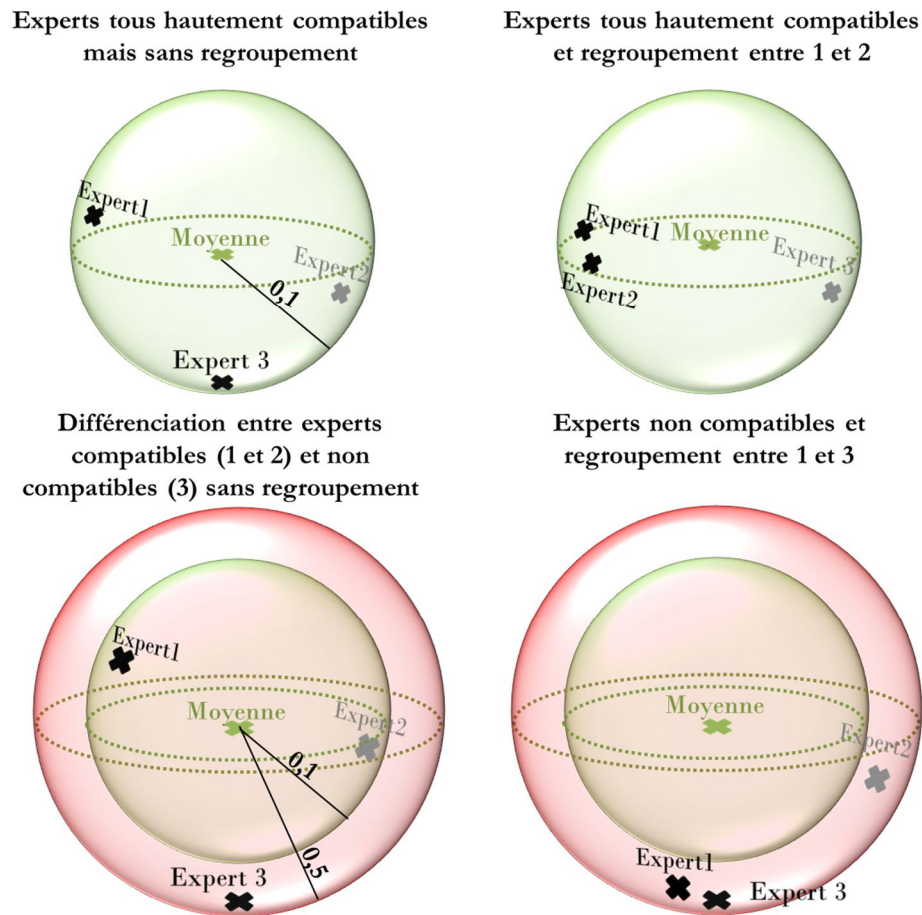 Experts tous hautement compatibles
mais sans regroupement
Expert1
Moyenne
Expert2
0,1
Expert 3
Experts tous hautement compatibles
et regroupement entre 1 et 2
Expert1
Moyenne
Expert 3
Expert2
Différenciation entre experts
compatibles (1 et 2) et non
compatibles (3) sans regroupement
Expert1
Moyenne
Expert2
0,1
0,5
Expert 3
Experts non compatibles et
regroupement entre 1 et 3
Moyenne
Expert2
Expert1
Expert 3